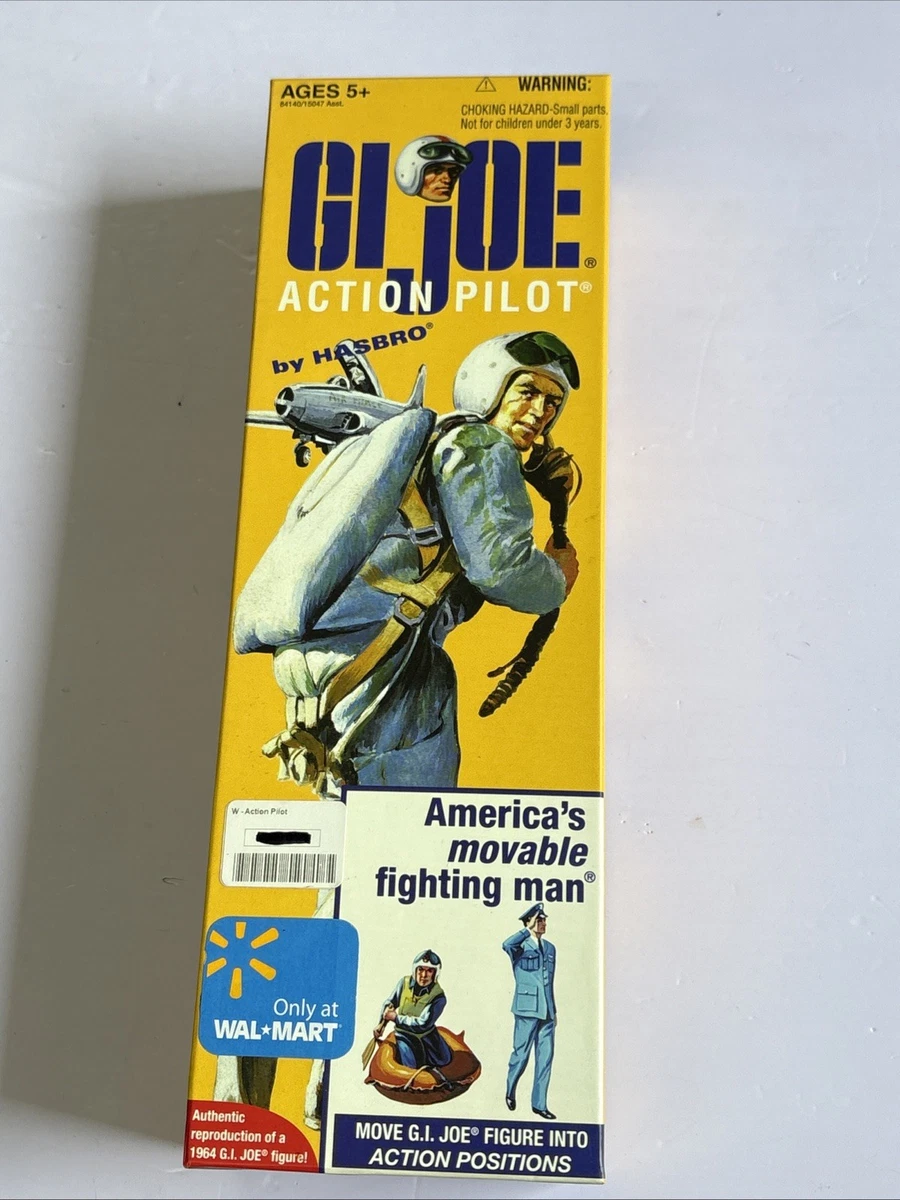 AGES 5+
84140/15047 Asst.
⚠ WARNING:
CHOKING HAZARD-Small parts.
Not for children under 3 years.
GI JOE®
ACTION PILOT®
by HASBRO®
AIR FORCE
W - Action Pilot
America's
movable
fighting man®
Only at
WAL★MART®
Authentic
reproduction of a
1964 G.I. JOE® figure!
MOVE G.I. JOE® FIGURE INTO
ACTION POSITIONS